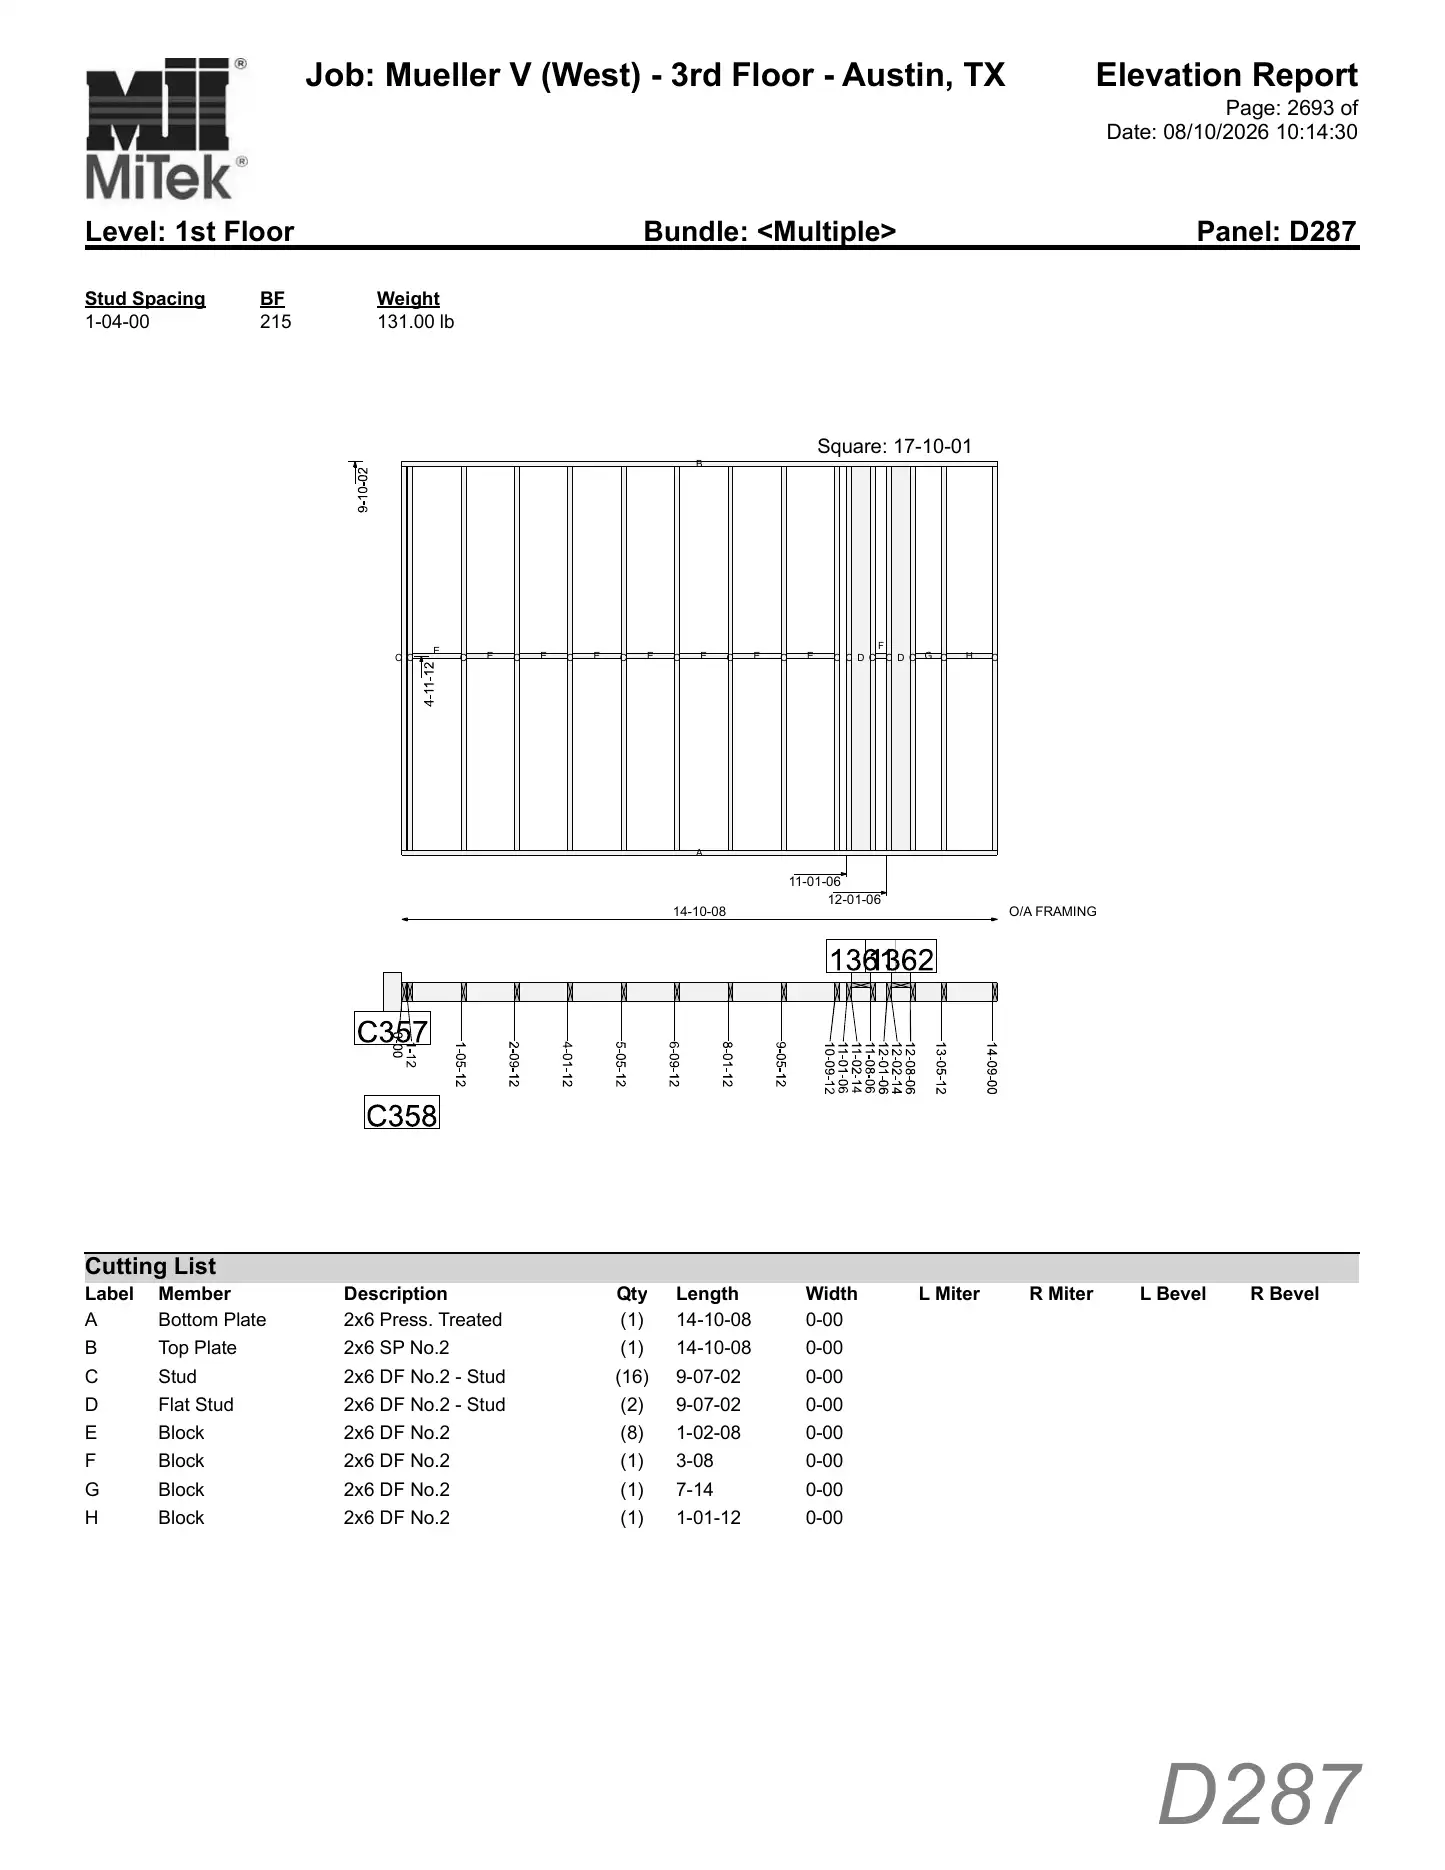 MiTek®
Job: Mueller V (West) - 3rd Floor - Austin, TX
Elevation Report
Page: 2693 of
Date: 08/10/2026 10:14:30
Level: 1st Floor Bundle: <Multiple> Panel: D287
Stud Spacing BF Weight
1-04-00 215 131.00 lb
Square: 17-10-01
B
9-10-02
F
C E E E E E E E E D D G H
4-11-12
A
11-01-06
12-01-06
14-10-08 O/A FRAMING
1361 1362
C357
0-00 1-12 1-05-12 2-09-12 4-01-12 5-05-12 6-09-12 8-01-12 9-05-12 10-09-12 11-01-06 11-02-14 11-08-06 12-01-06 12-02-14 12-08-06 13-05-12 14-09-00
C358
Cutting List
Label Member Description Qty Length Width L Miter R Miter L Bevel R Bevel
A Bottom Plate 2x6 Press. Treated (1) 14-10-08 0-00
B Top Plate 2x6 SP No.2 (1) 14-10-08 0-00
C Stud 2x6 DF No.2 - Stud (16) 9-07-02 0-00
D Flat Stud 2x6 DF No.2 - Stud (2) 9-07-02 0-00
E Block 2x6 DF No.2 (8) 1-02-08 0-00
F Block 2x6 DF No.2 (1) 3-08 0-00
G Block 2x6 DF No.2 (1) 7-14 0-00
H Block 2x6 DF No.2 (1) 1-01-12 0-00
D287